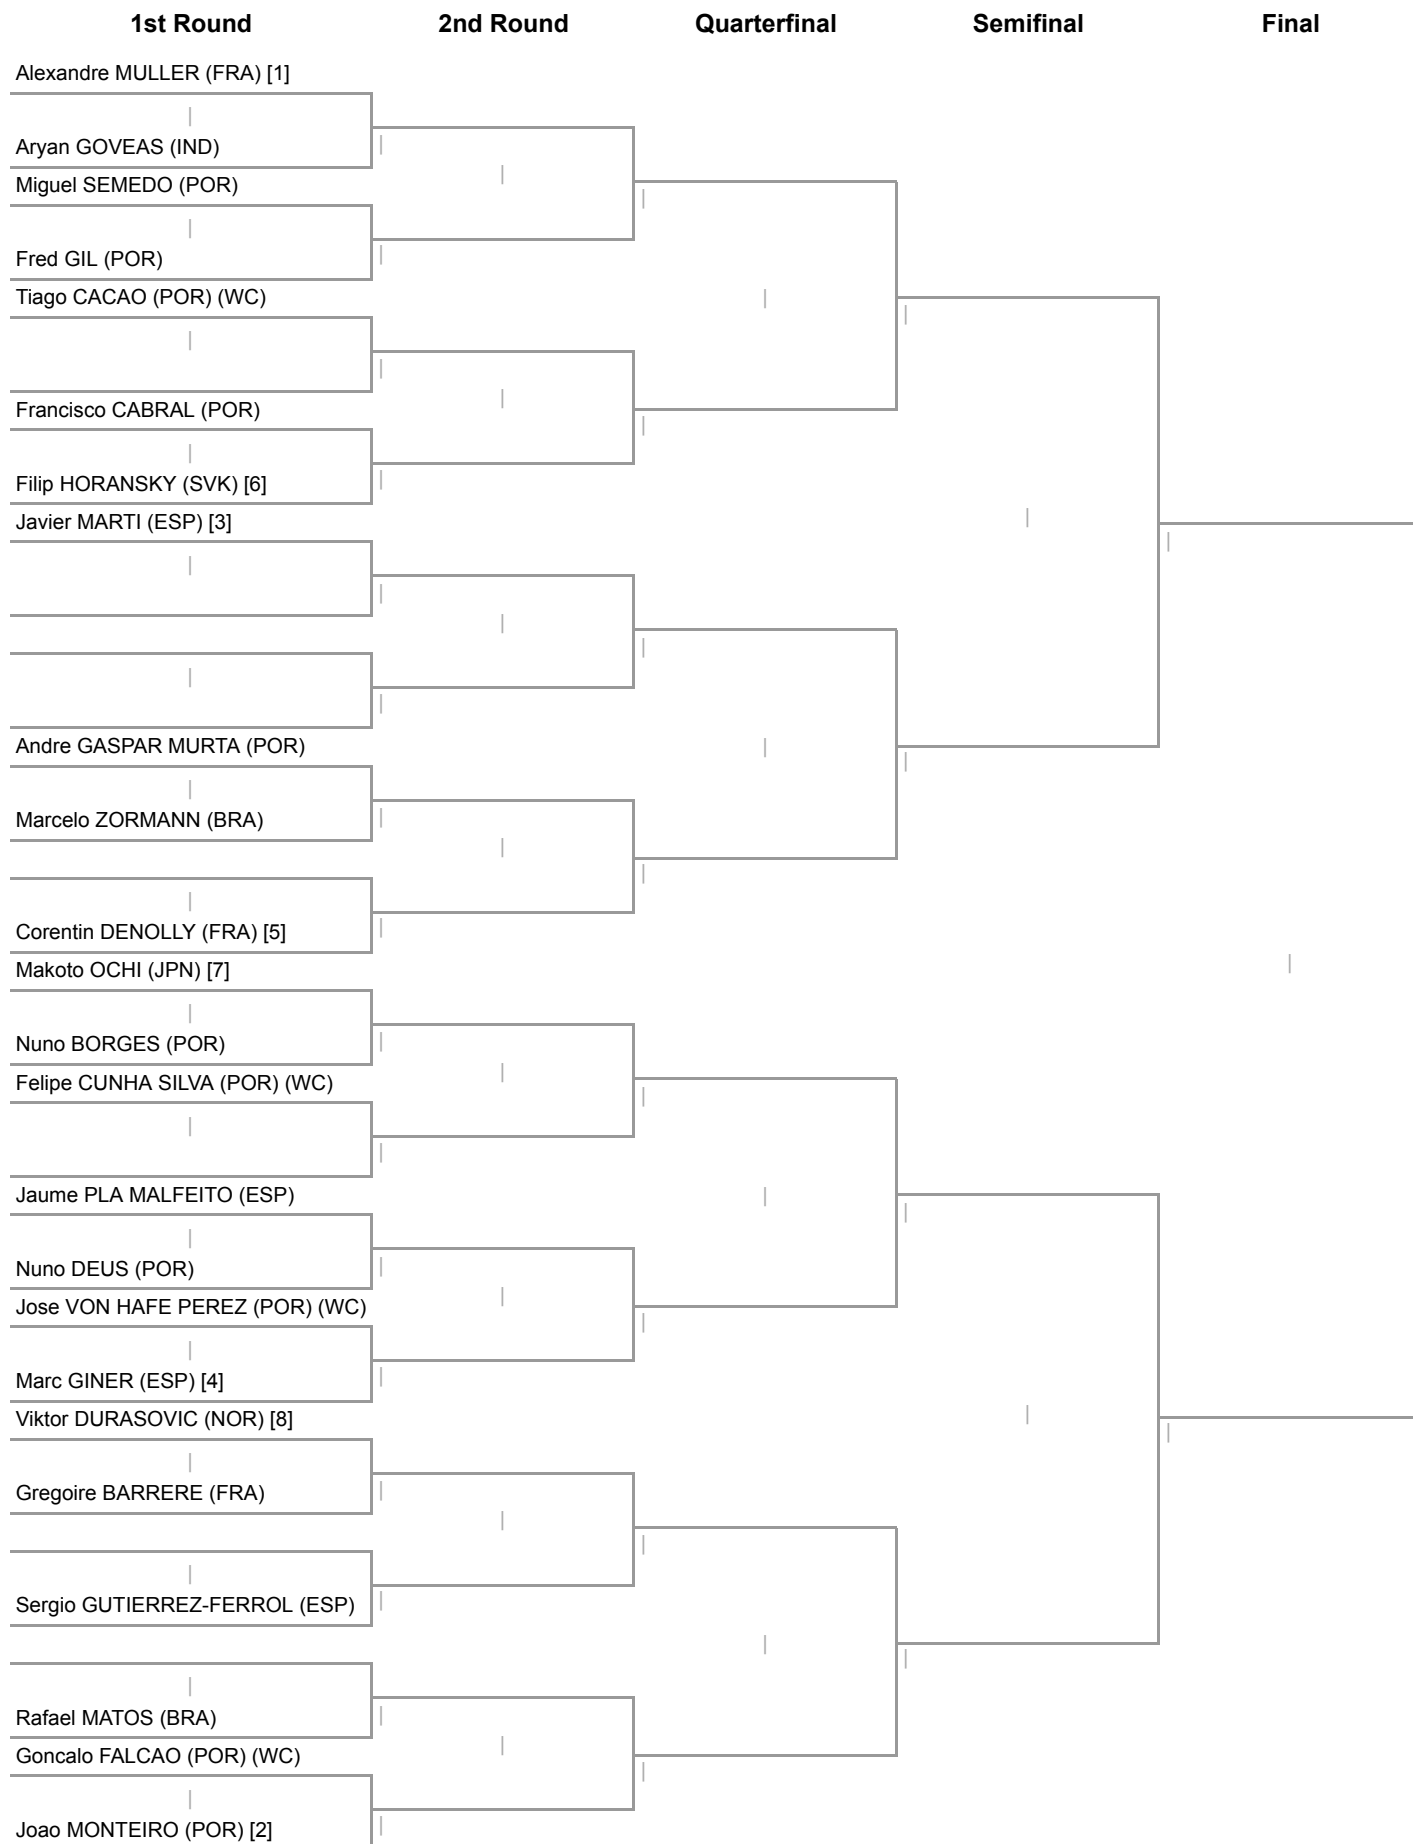 1st Round 2nd Round Quarterfinal Semifinal Final
Alexandre MULLER (FRA) [1]
Aryan GOVEAS (IND)
Miguel SEMEDO (POR)
Fred GIL (POR)
Tiago CACAO (POR) (WC)
Francisco CABRAL (POR)
Filip HORANSKY (SVK) [6]
Javier MARTI (ESP) [3]
Andre GASPAR MURTA (POR)
Marcelo ZORMANN (BRA)
Corentin DENOLLY (FRA) [5]
Makoto OCHI (JPN) [7]
Nuno BORGES (POR)
Felipe CUNHA SILVA (POR) (WC)
Jaume PLA MALFEITO (ESP)
Nuno DEUS (POR)
Jose VON HAFE PEREZ (POR) (WC)
Marc GINER (ESP) [4]
Viktor DURASOVIC (NOR) [8]
Gregoire BARRERE (FRA)
Sergio GUTIERREZ-FERROL (ESP)
Rafael MATOS (BRA)
Goncalo FALCAO (POR) (WC)
Joao MONTEIRO (POR) [2]